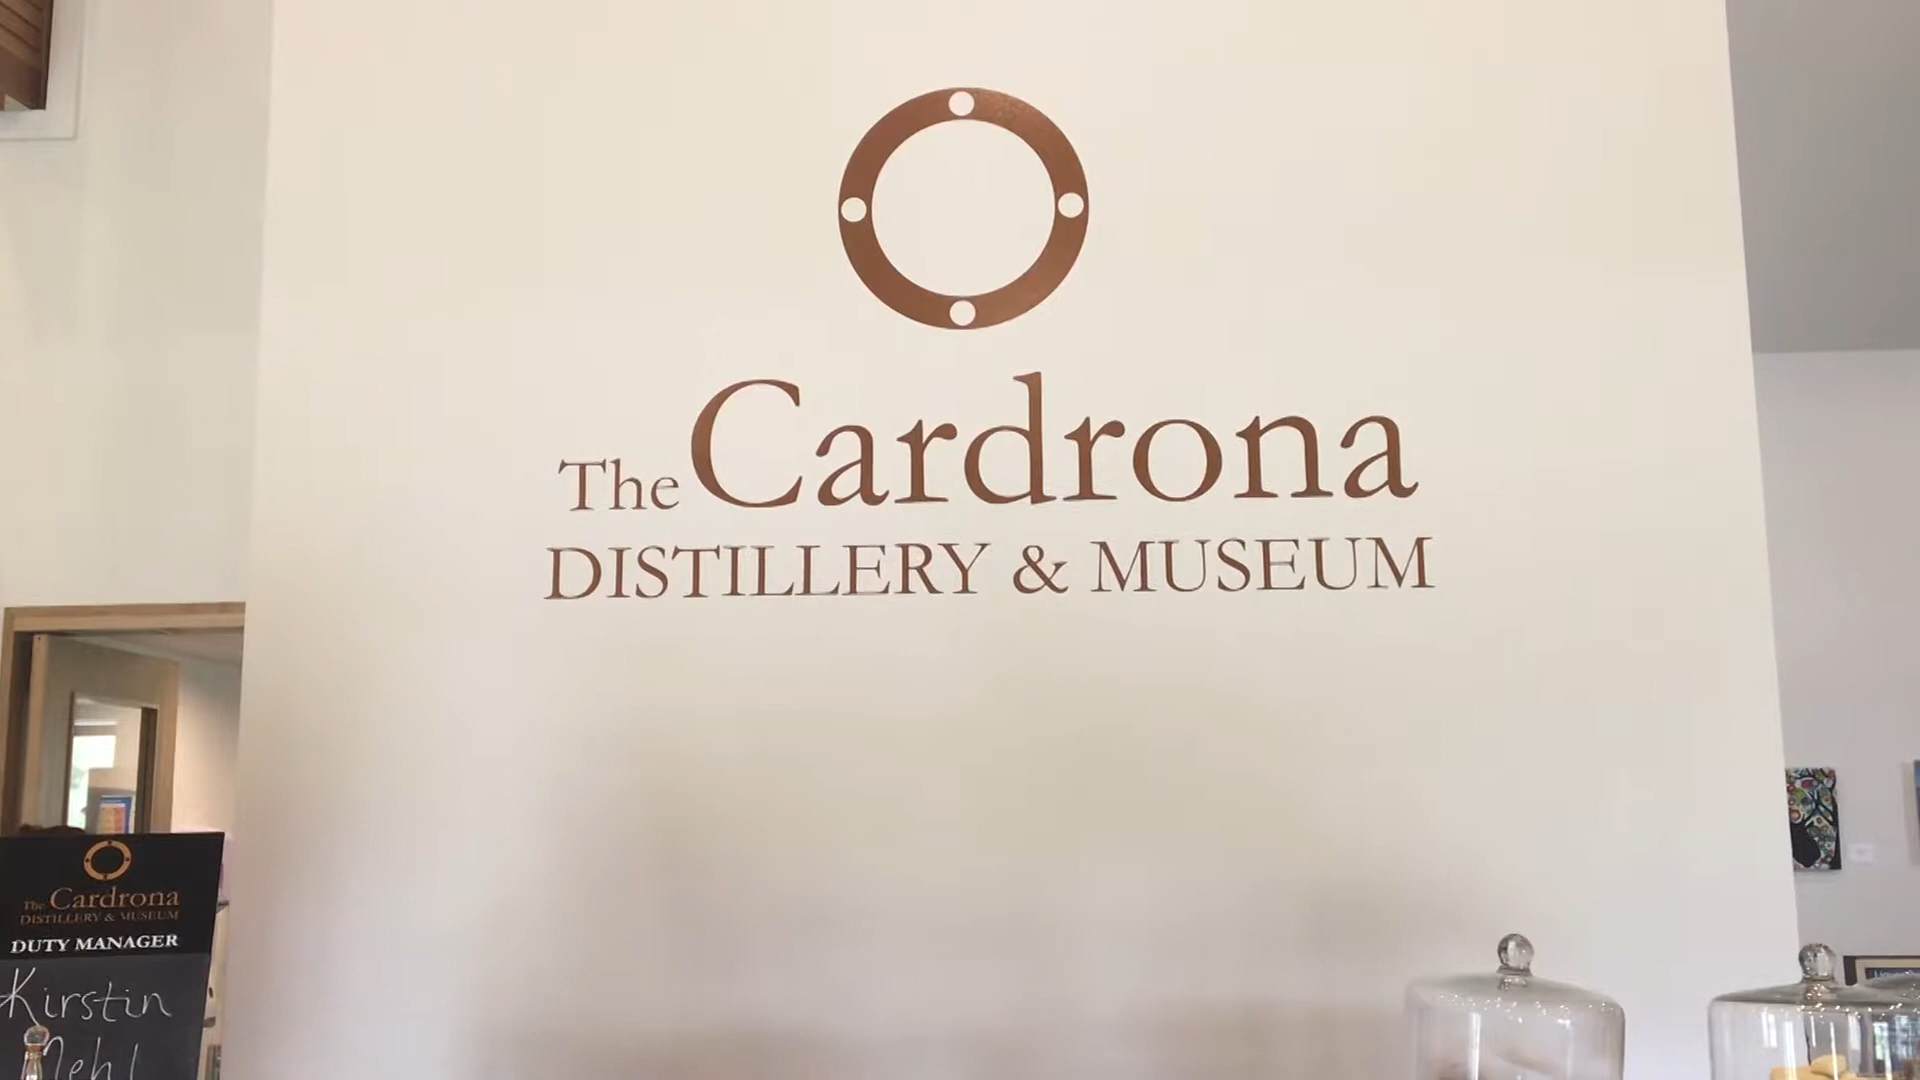 The Cardrona
DISTILLERY & MUSEUM
The Cardrona
DISTILLERY & MUSEUM
DUTY MANAGER
Kirstin